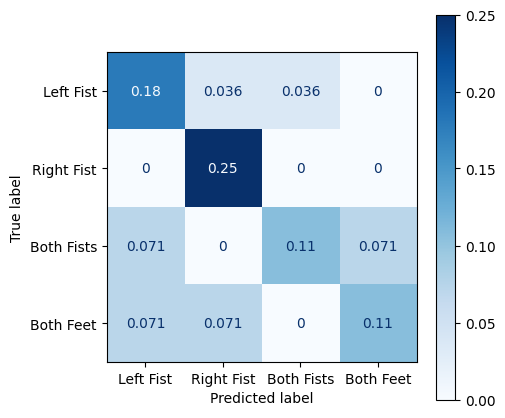 0.25
Left Fist 0.18 0.036 0.036 0
0.20
Right Fist 0 0.25 0 0
0.15
True label
0.10
Both Fists 0.071 0 0.11 0.071
0.05
Both Feet 0.071 0.071 0 0.11
0.00
Left Fist Right Fist Both Fists Both Feet
Predicted label